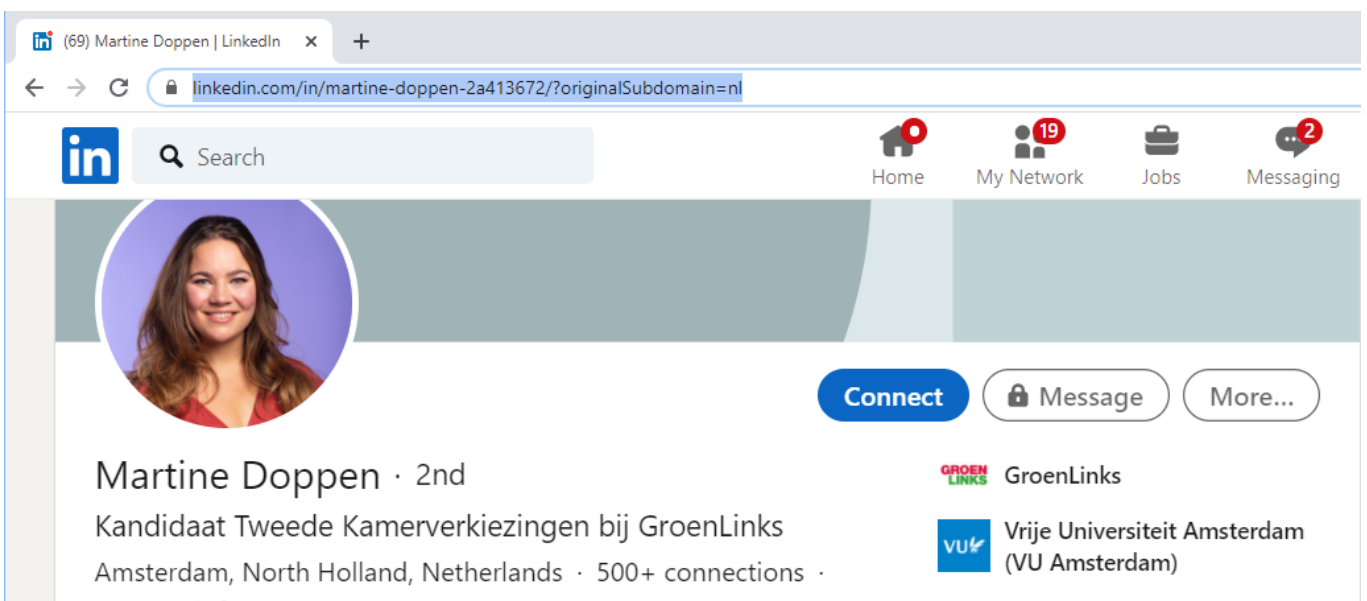 (69) Martine Doppen | LinkedIn
linkedin.com/in/martine-doppen-2a413672/?originalSubdomain=nl
in
Search
Home
19
My Network
Jobs
2
Messaging
Connect
Message
More...
Martine Doppen · 2nd
GROEN
LINKS
GroenLinks
Kandidaat Tweede Kamerverkiezingen bij GroenLinks
Amsterdam, North Holland, Netherlands · 500+ connections ·
VU
Vrije Universiteit Amsterdam
(VU Amsterdam)